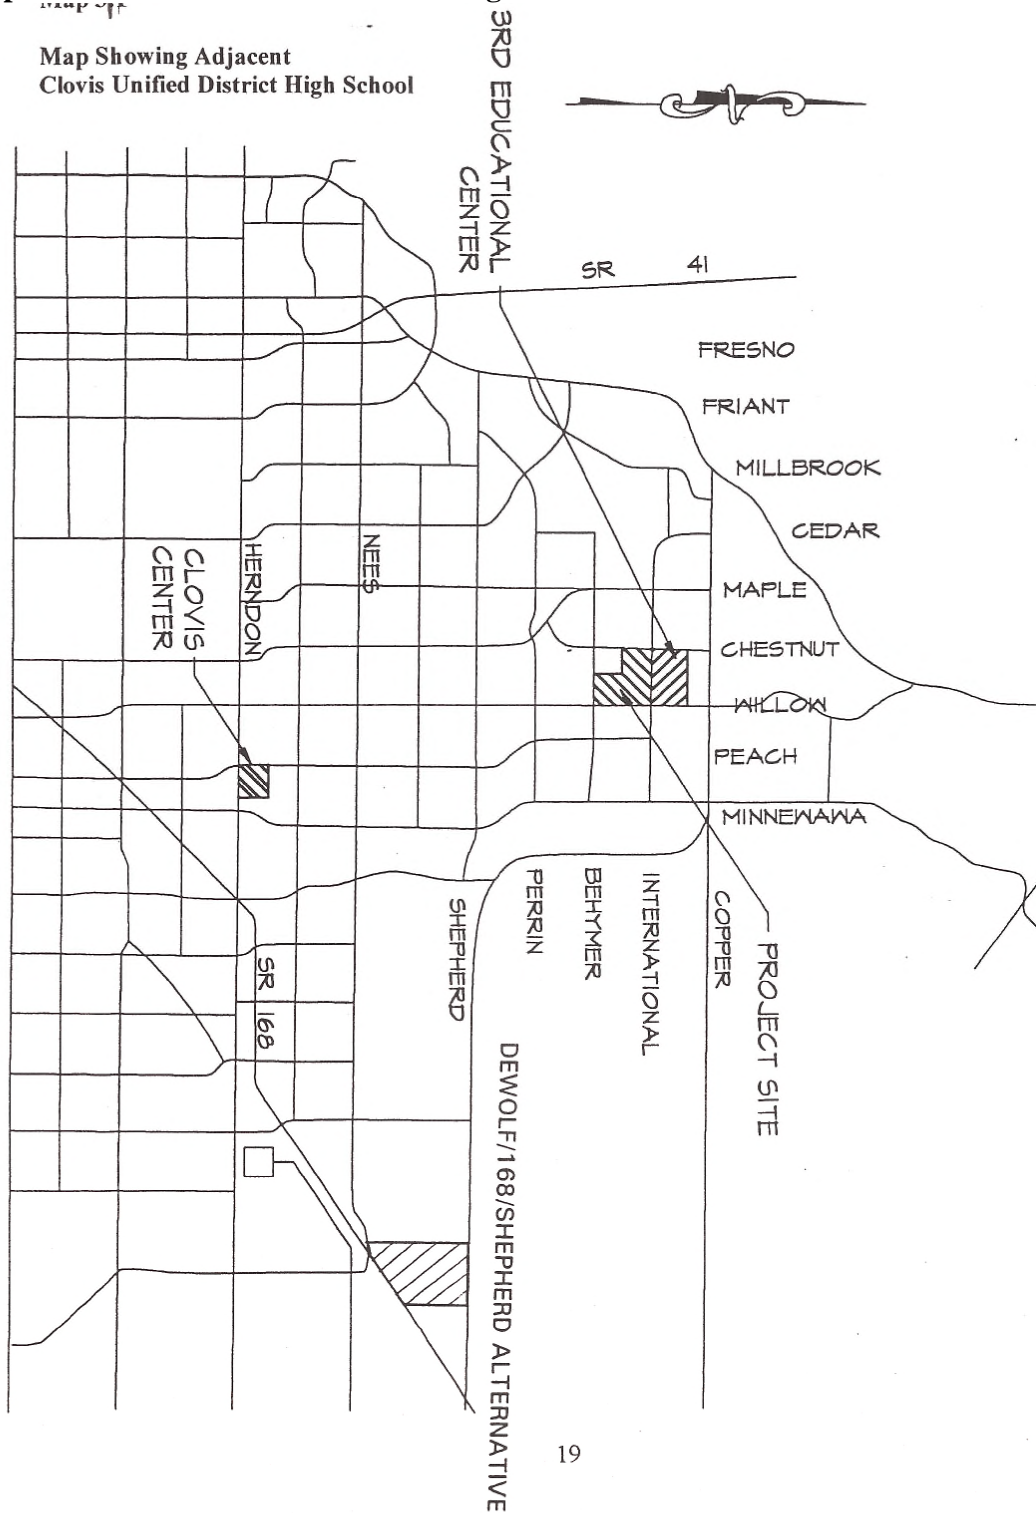 Map Showing Adjacent
Clovis Unified District High School
3RD EDUCATIONAL
CENTER
SR 41
FRESNO
FRIANT
MILLBROOK
CEDAR
MAPLE
CHESTNUT
WILLOW
PEACH
MINNEWAWA
NEES
HERNDON
CLOVIS
CENTER
PERRIN
BEHYMER
INTERNATIONAL
COPPER
SHEPHERD
SR 168
PROJECT SITE
DEWOLF/168/SHEPHERD ALTERNATIVE
19